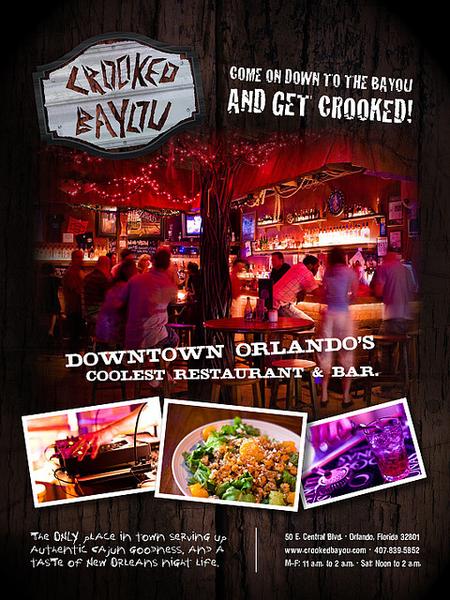 CROOKED
BAYOU
COME ON DOWN TO THE BAYOU
AND GET CROOKED!
DOWNTOWN ORLANDO'S
COOLEST RESTAURANT & BAR.
THE ONLY PLACE IN TOWN SERVING UP
AUTHENTIC CAJUN GOODNESS, AND A
TASTE OF NEW ORLEANS NIGHT LIFE.
50 E. Central Blvd. · Orlando, Florida 32801
www.crookedbayou.com · 407-839-5852
M-F: 11 a.m. to 2 a.m. · Sat: Noon to 2 a.m.